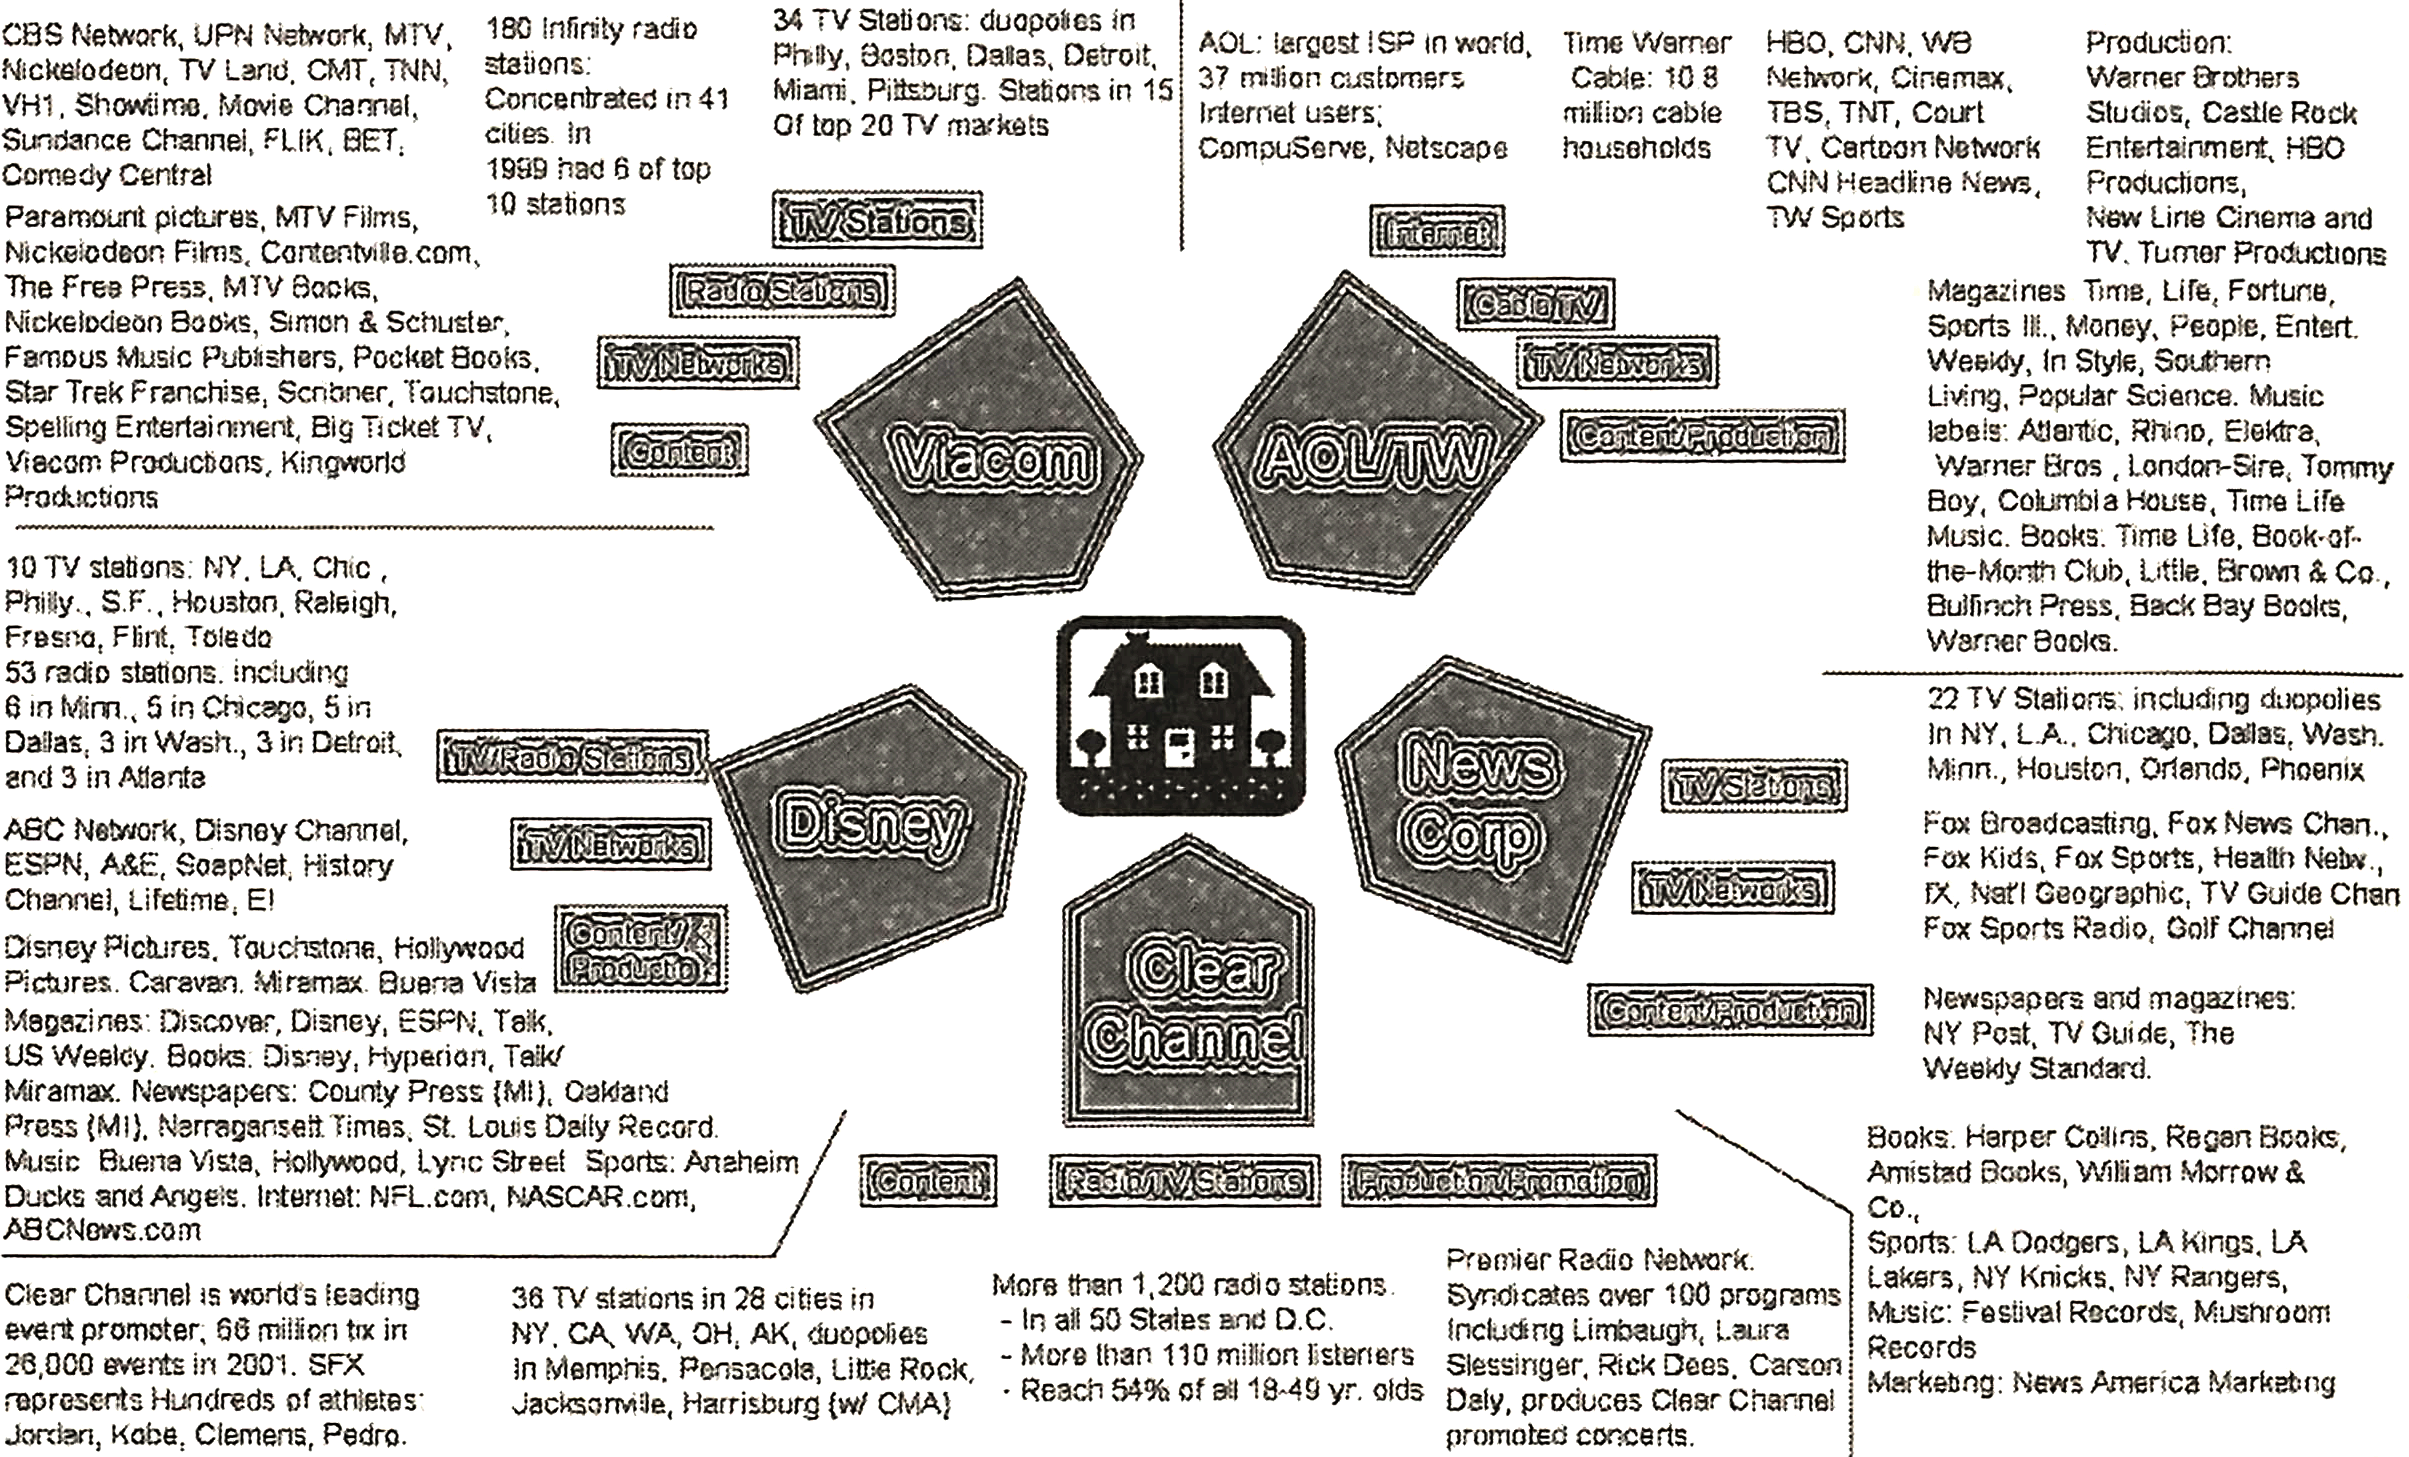 CBS Network, UPN Network, MTV,
Nickelodeon, TV Land, CMT, TNN,
VH1, Showtime, Movie Channel,
Sundance Channel, FLIK, BET,
Comedy Central
Paramount pictures, MTV Films,
Nickelodeon Films, Contentville.com,
The Free Press, MTV Books,
Nickelodeon Books, Simon & Schuster,
Famous Music Publishers, Pocket Books,
Star Trek Franchise, Scribner, Touchstone,
Spelling Entertainment, Big Ticket TV,
Viacom Productions, Kingworld
Productions
180 Infinity radio
stations:
Concentrated in 41
cities. In
1999 had 6 of top
10 stations
34 TV Stations: duopolies in
Philly, Boston, Dallas, Detroit,
Miami, Pittsburg. Stations in 15
Of top 20 TV markets
TV Stations
Radio Stations
TV Networks
Content
Viacom
AOL: largest ISP in world,
37 million customers
Internet users;
CompuServe, Netscape
Time Warner
Cable: 10.8
million cable
households
HBO, CNN, WB
Network, Cinemax,
TBS, TNT, Court
TV, Cartoon Network
CNN Headline News,
TW Sports
Production:
Warner Brothers
Studios, Castle Rock
Entertainment, HBO
Productions,
New Line Cinema and
TV, Turner Productions
Magazines Time, Life, Fortune,
Sports Ill., Money, People, Entert.
Weekly, In Style, Southern
Living, Popular Science. Music
labels: Atlantic, Rhino, Elektra,
Warner Bros , London-Sire, Tommy
Boy, Columbia House, Time Life
Music. Books: Time Life, Book-of-
the-Month Club, Little, Brown & Co.,
Bulfinch Press, Back Bay Books,
Warner Books.
Internet
Cable TV
TV Networks
Content/Production
AOL/TW
10 TV stations: NY, LA, Chic ,
Philly., S.F., Houston, Raleigh,
Fresno, Flint, Toledo
53 radio stations. including
6 in Minn., 5 in Chicago, 5 in
Dallas, 3 in Wash., 3 in Detroit,
and 3 in Atlanta
ABC Network, Disney Channel,
ESPN, A&E, SoapNet, History
Channel, Lifetime, E!
Disney Pictures, Touchstone, Hollywood
Pictures. Caravan. Miramax. Buena Vista
Magazines: Discover, Disney, ESPN, Talk,
US Weekly. Books: Disney, Hyperion, Talk/
Miramax. Newspapers: County Press (MI), Oakland
Press (MI), Narragansett Times, St. Louis Daily Record.
Music Buena Vista, Hollywood, Lyric Street Sports: Anaheim
Ducks and Angels. Internet: NFL.com, NASCAR.com,
ABCNews.com
TV/Radio Stations
TV Networks
Content/
Productio
Disney
News
Corp
TV Stations
TV Networks
Content/Production
22 TV Stations; including duopolies
In NY, L.A., Chicago, Dallas, Wash.
Minn., Houston, Orlando, Phoenix
Fox Broadcasting, Fox News Chan.,
Fox Kids, Fox Sports, Health Netw.,
fX, Nat'l Geographic, TV Guide Chan
Fox Sports Radio, Golf Channel
Newspapers and magazines:
NY Post, TV Guide, The
Weekly Standard.
Books: Harper Collins, Regan Books,
Amistad Books, William Morrow &
Co.,
Sports: LA Dodgers, LA Kings, LA
Lakers, NY Knicks, NY Rangers,
Music: Festival Records, Mushroom
Records
Marketing: News America Marketing
Clear
Channel
Content
Radio/TV Stations
Production/Promotion
Clear Channel is world's leading
event promoter; 66 million tix in
26,000 events in 2001. SFX
represents Hundreds of athletes:
Jordan, Kobe, Clemens, Pedro.
36 TV stations in 28 cities in
NY, CA, WA, OH, AK, duopolies
In Memphis, Pensacola, Little Rock,
Jacksonville, Harrisburg (w/ CMA)
More than 1,200 radio stations.
- In all 50 States and D.C.
- More than 110 million listeners
- Reach 54% of all 18-49 yr. olds
Premier Radio Network.
Syndicates over 100 programs
Including Limbaugh, Laura
Slessinger, Rick Dees, Carson
Daly, produces Clear Channel
promoted concerts.